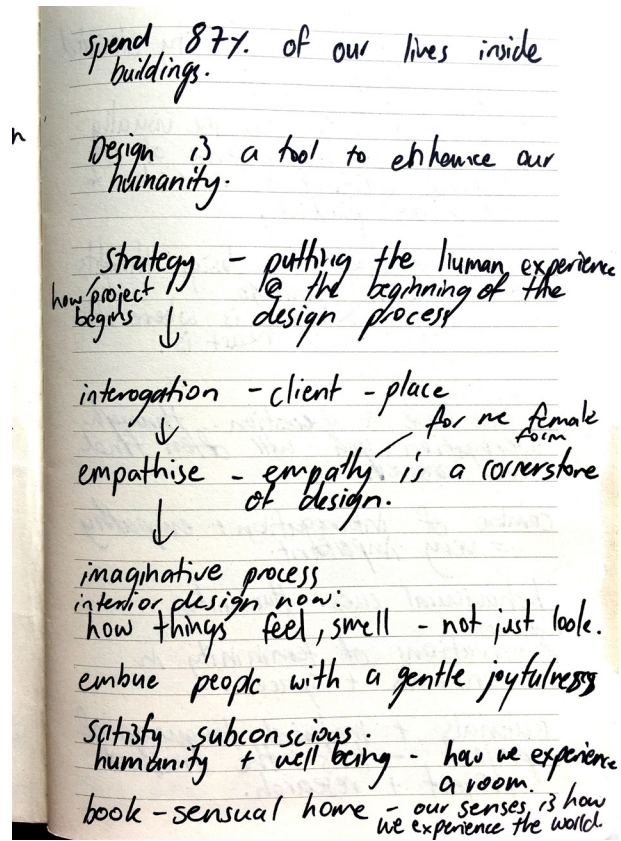 n
spend 87% of our lives inside
buildings.
Design is a tool to enhance our
humanity.
strategy - putting the human experience
how project
begins
@ the beginning of the
design process
interogation - client - place
for me female
form
empathise - empathy is a cornerstone
of design.
imaginative process
interior design now:
how things feel, smell - not just look.
embue people with a gentle joyfulness
satisfy subconscious.
humanity + well being - how we experience
a room.
book - sensual home - our senses is how
we experience the world.